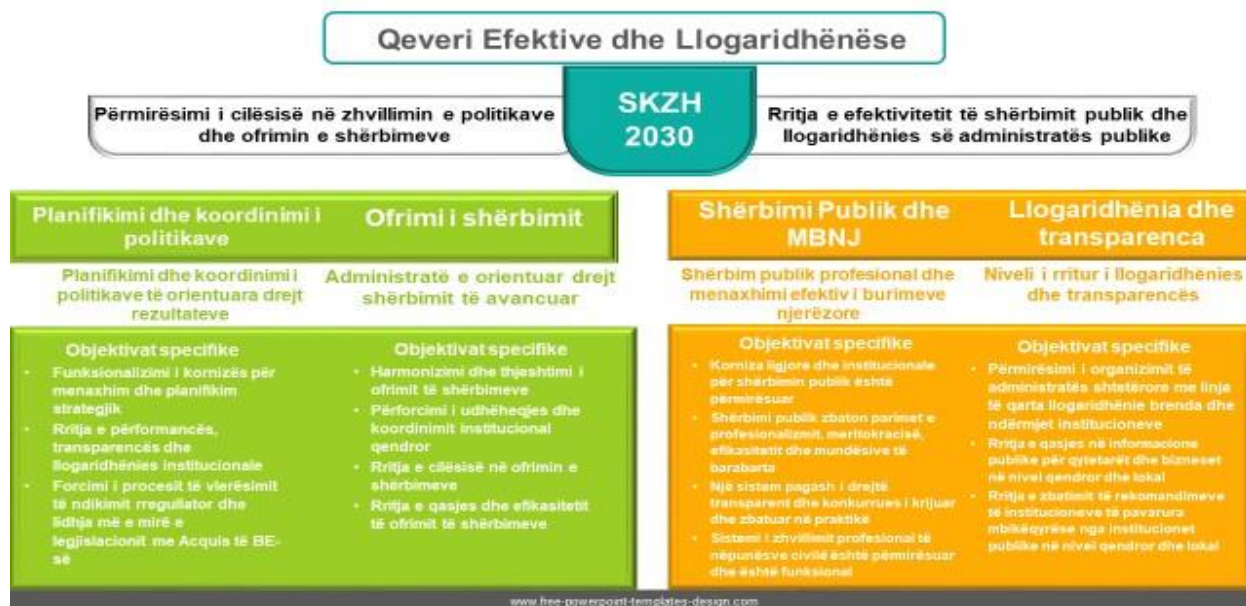 Qeveri Efektive dhe Llogaridhënëse
SKZH
2030
Përmirësimi i cilësisë në zhvillimin e politikave
dhe ofrimin e shërbimeve
Rritja e efektivitetit të shërbimit publik dhe
llogaridhënies së administratës publike
Planifikimi dhe koordinimi i
politikave
Planifikimi dhe koordinimi i
politikave të orientuara drejt
rezultateve
Objektivat specifike
• Funksionalizimi i kornizës për
menaxhim dhe planifikim
strategjik
• Rritja e përformancës,
transparencës dhe
llogaridhënies institucionale
• Forcimi i procesit të vlerësimit
të ndikimit rregullator dhe
lidhja më e mirë e
legjislacionit me Acquis të BE-
së
Ofrimi i shërbimit
Administratë e orientuar drejt
shërbimit të avancuar
Objektivat specifike
• Harmonizimi dhe thjeshtimi i
ofrimit të shërbimeve
• Përforcimi i udhëheqjes dhe
koordinimit institucional
qendror
• Rritja e cilësisë në ofrimin e
shërbimeve
• Rritja e qasjes dhe efikasitetit
të ofrimit të shërbimeve
Shërbimi Publik dhe
MBNJ
Shërbim publik profesional dhe
menaxhimi efektiv i burimeve
njerëzore
Objektivat specifike
• Korniza ligjore dhe institucionale
për shërbimin publik është
përmirësuar
• Shërbimi publik zbaton parimet e
profesionalizmit, meritokracisë,
efikasitetit dhe mundësive të
barabarta
• Një sistem pagash i drejtë
transparent dhe konkurrues i krijuar
dhe zbatuar në praktikë
• Sistemi i zhvillimit profesional të
nëpunësve civilë është përmirësuar
dhe është funksional
Llogaridhënia dhe
transparenca
Niveli i rritur i llogaridhënies
dhe transparencës
Objektivat specifike
• Përmirësimi i organizimit të
administratës shtetërore me linja
të qarta llogaridhënie brenda dhe
ndërmjet institucioneve
• Rritja e qasjes në informacione
publike për qytetarët dhe bizneset
në nivel qendror dhe lokal
• Rritja e zbatimit të rekomandimeve
të institucioneve të pavarura
mbikëqyrëse nga institucionet
publike në nivel qendror dhe lokal
www.free-powerpoint-templates-design.com